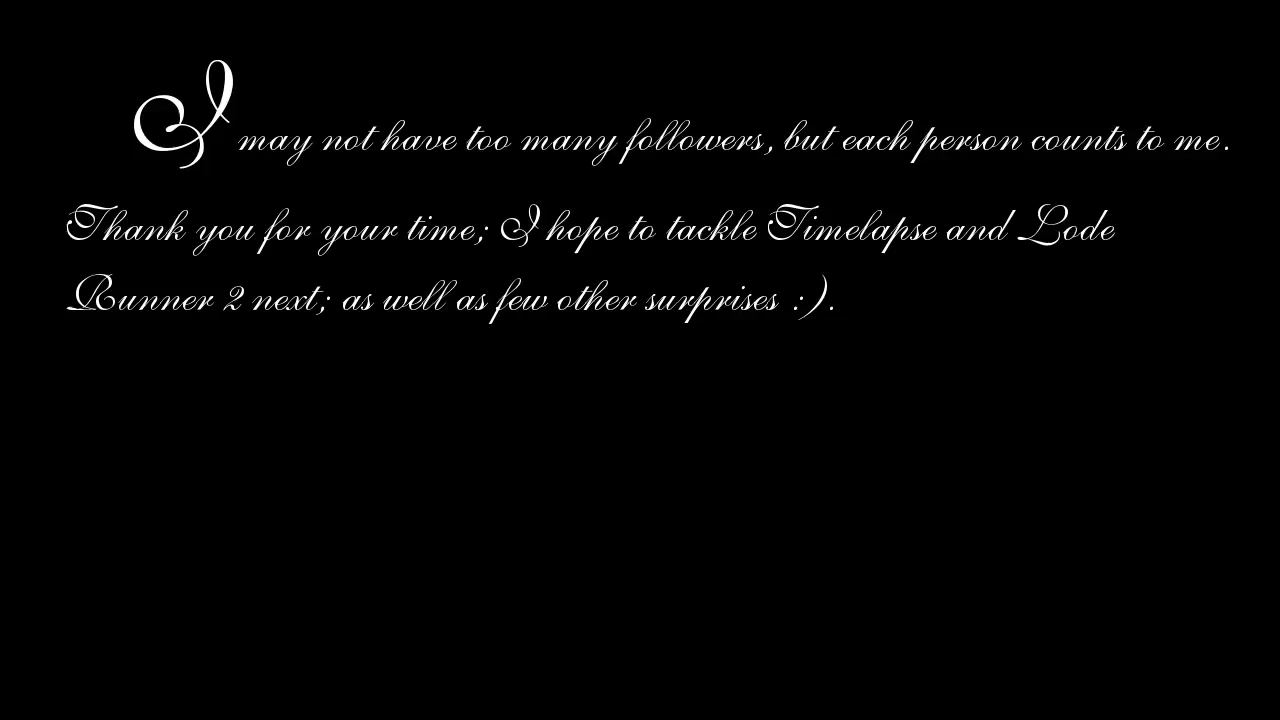 I may not have too many followers, but each person counts to me.
Thank you for your time; I hope to tackle Timelapse and Lode
Runner 2 next; as well as few other surprises :).